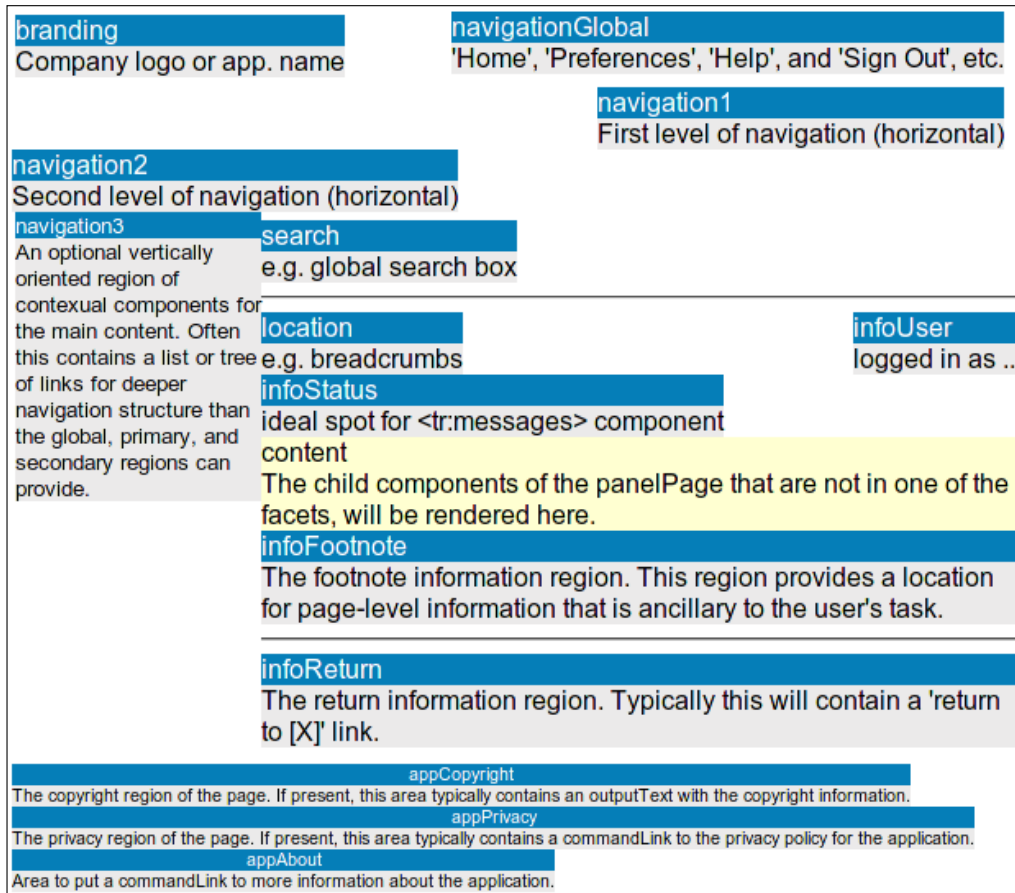 branding
Company logo or app. name
navigationGlobal
'Home', 'Preferences', 'Help', and 'Sign Out', etc.
navigation1
First level of navigation (horizontal)
navigation2
Second level of navigation (horizontal)
navigation3
An optional vertically
oriented region of
contexual components for
the main content. Often
this contains a list or tree
of links for deeper
navigation structure than
the global, primary, and
secondary regions can
provide.
search
e.g. global search box
location
e.g. breadcrumbs
infoUser
logged in as ..
infoStatus
ideal spot for <tr:messages> component
content
The child components of the panelPage that are not in one of the
facets, will be rendered here.
infoFootnote
The footnote information region. This region provides a location
for page-level information that is ancillary to the user's task.
infoReturn
The return information region. Typically this will contain a 'return
to [X]' link.
appCopyright
The copyright region of the page. If present, this area typically contains an outputText with the copyright information.
appPrivacy
The privacy region of the page. If present, this area typically contains a commandLink to the privacy policy for the application.
appAbout
Area to put a commandLink to more information about the application.